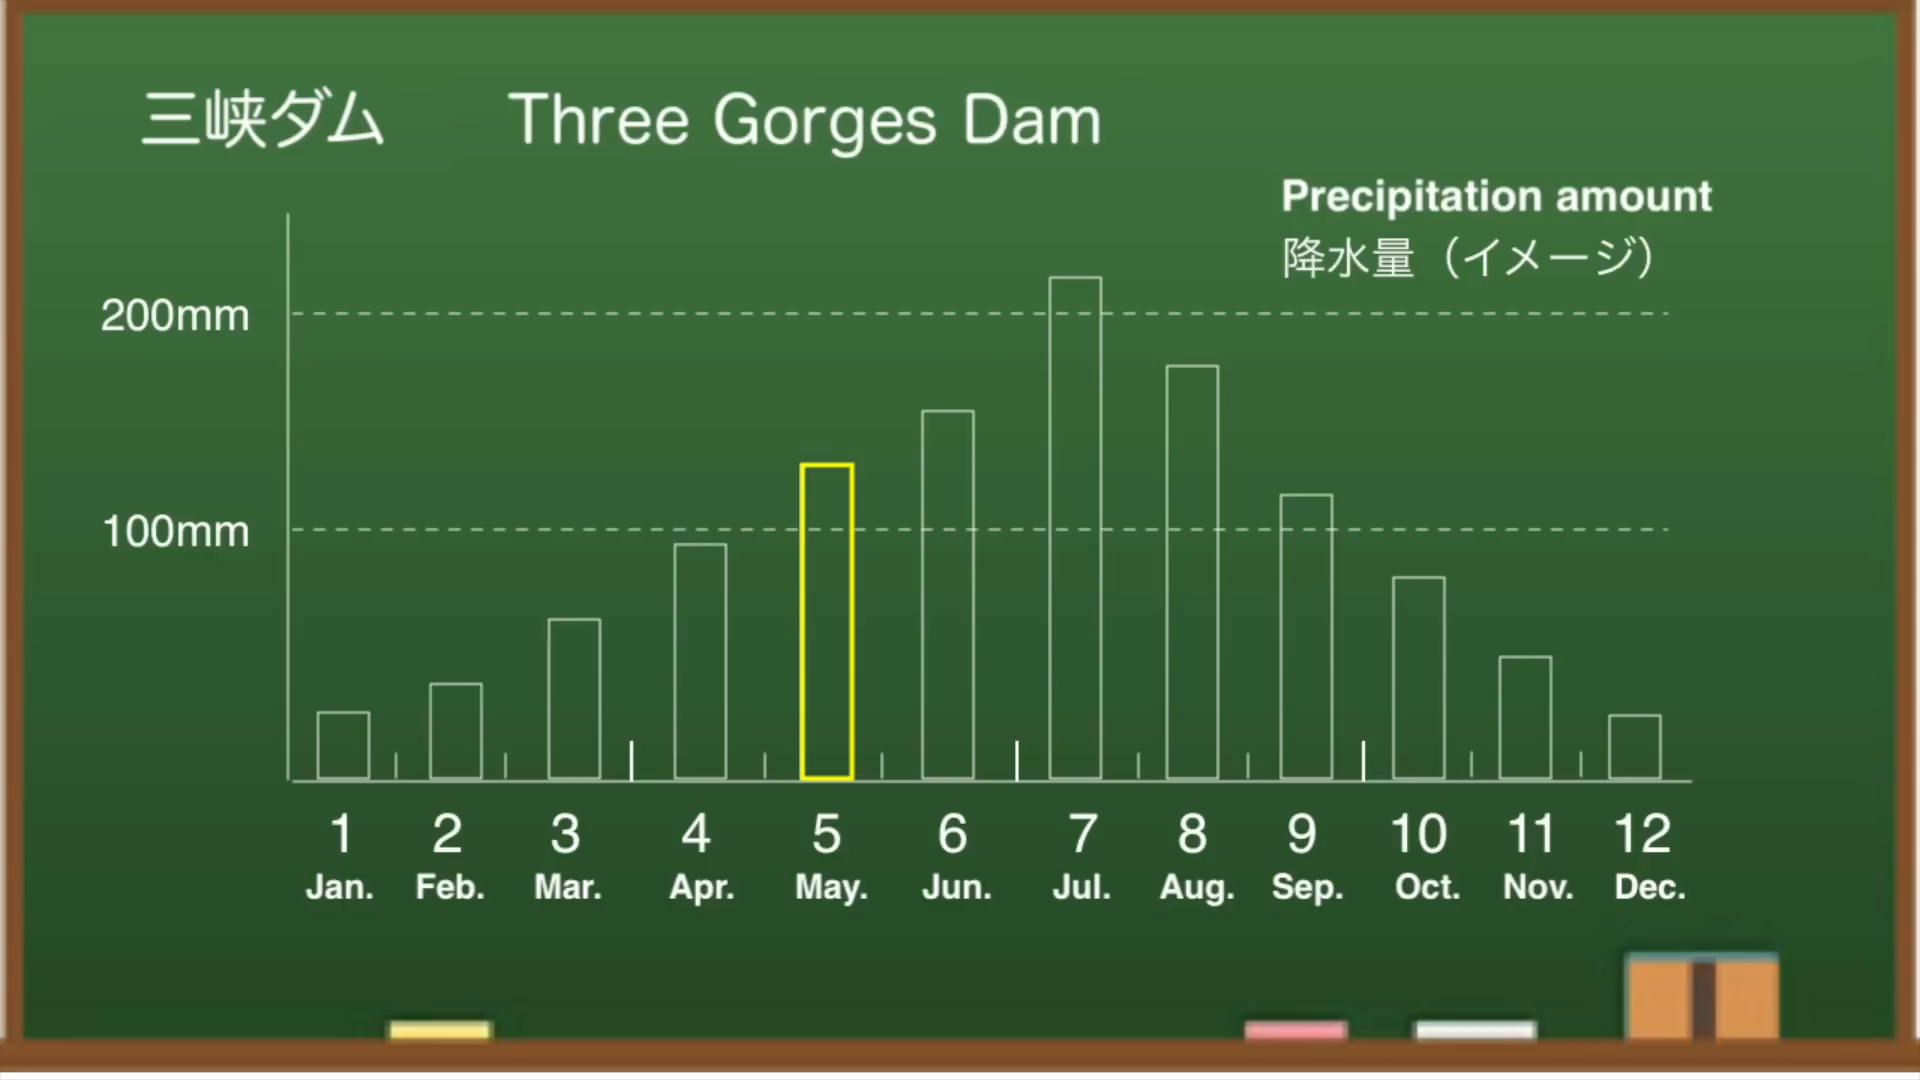 三峡ダム Three Gorges Dam
Precipitation amount
降水量（イメージ）
200mm
100mm
1 2 3 4 5 6 7 8 9 10 11 12
Jan. Feb. Mar. Apr. May. Jun. Jul. Aug. Sep. Oct. Nov. Dec.